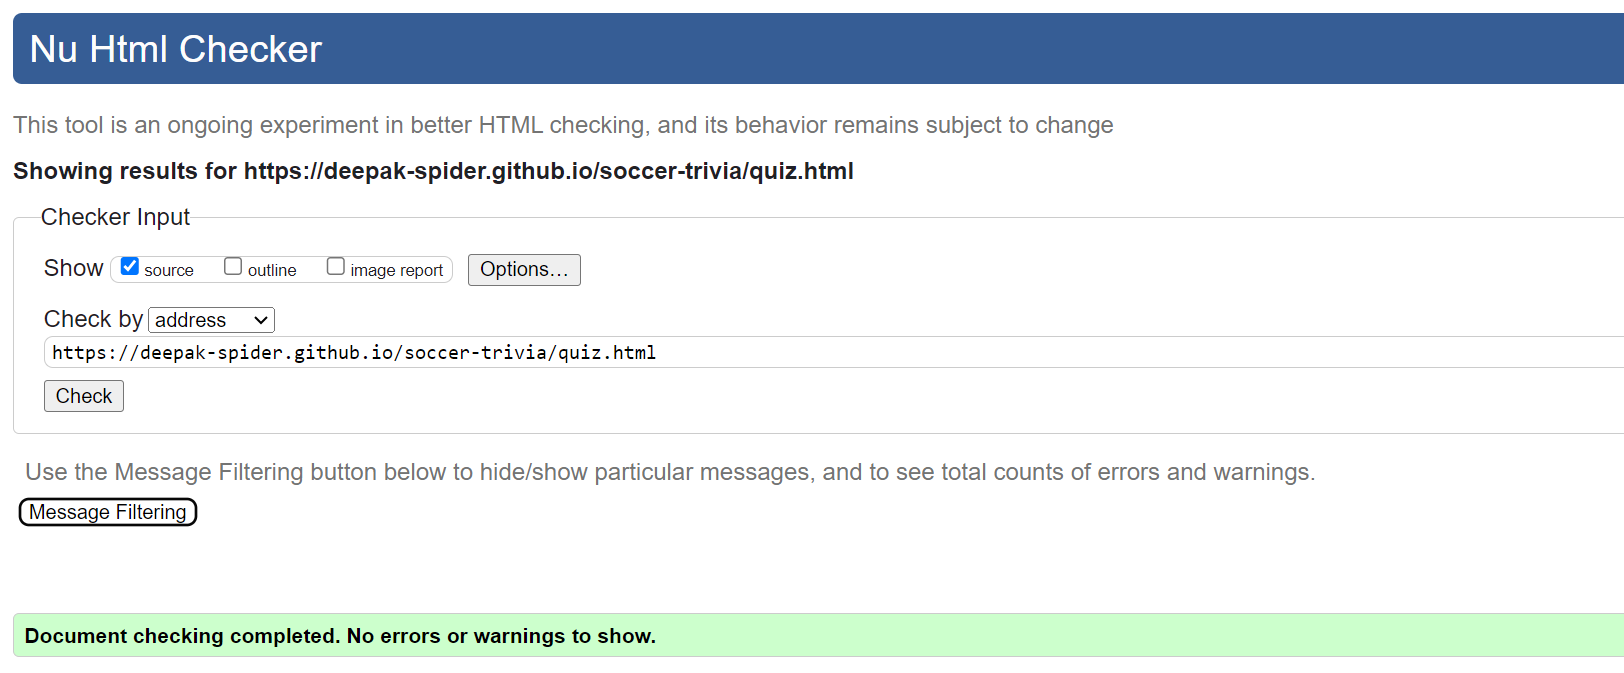 Nu Html Checker
This tool is an ongoing experiment in better HTML checking, and its behavior remains subject to change
Showing results for https://deepak-spider.github.io/soccer-trivia/quiz.html
Checker Input
Show source outline image report Options...
Check by address
https://deepak-spider.github.io/soccer-trivia/quiz.html
Check
Use the Message Filtering button below to hide/show particular messages, and to see total counts of errors and warnings.
Message Filtering
Document checking completed. No errors or warnings to show.